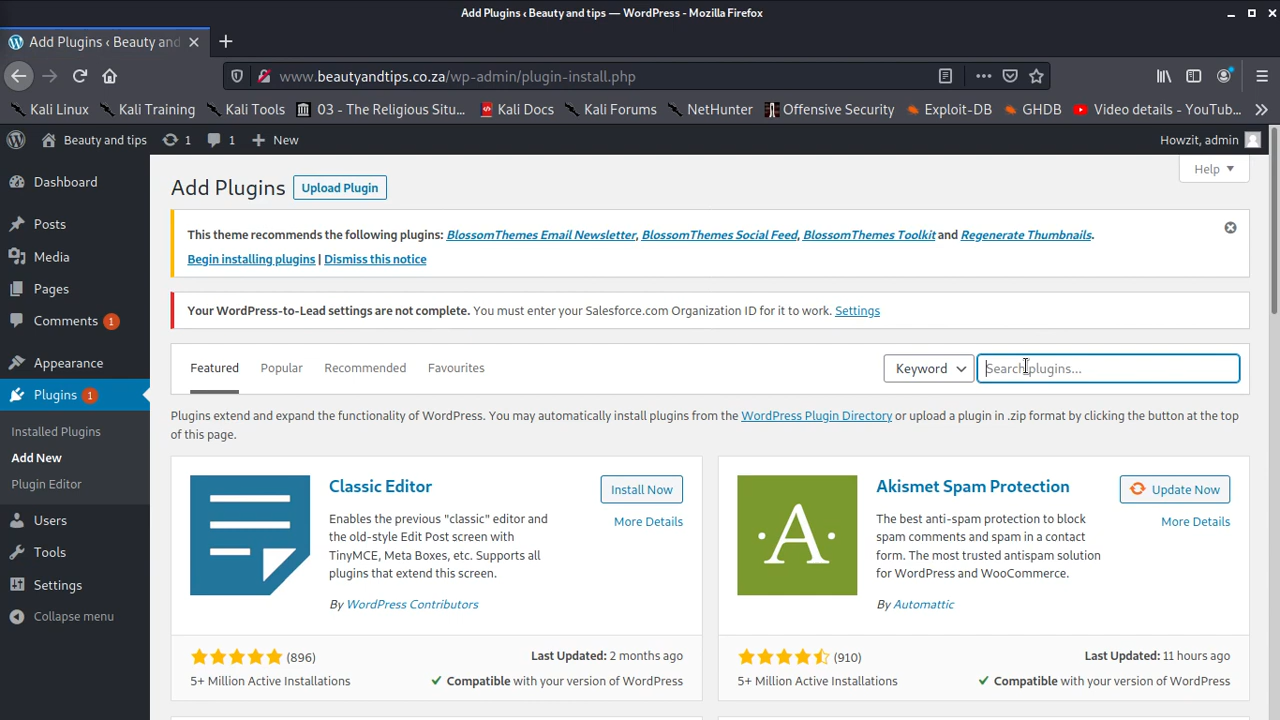 Add Plugins ‹ Beauty and tips — WordPress - Mozilla Firefox
Add Plugins ‹ Beauty and
www.beautyandtips.co.za/wp-admin/plugin-install.php
Kali Linux Kali Training Kali Tools 03 - The Religious Situ... Kali Docs Kali Forums NetHunter Offensive Security Exploit-DB GHDB Video details - YouTub...
Beauty and tips 1 1 New Howzit, admin
Dashboard
Posts
Media
Pages
Comments 1
Appearance
Plugins 1
Installed Plugins
Add New
Plugin Editor
Users
Tools
Settings
Collapse menu
Help
Add Plugins Upload Plugin
This theme recommends the following plugins: BlossomThemes Email Newsletter, BlossomThemes Social Feed, BlossomThemes Toolkit and Regenerate Thumbnails.
Begin installing plugins | Dismiss this notice
Your WordPress-to-Lead settings are not complete. You must enter your Salesforce.com Organization ID for it to work. Settings
Featured Popular Recommended Favourites Keyword Search plugins...
Plugins extend and expand the functionality of WordPress. You may automatically install plugins from the WordPress Plugin Directory or upload a plugin in .zip format by clicking the button at the top
of this page.
Classic Editor
Install Now
More Details
Enables the previous "classic" editor and
the old-style Edit Post screen with
TinyMCE, Meta Boxes, etc. Supports all
plugins that extend this screen.
By WordPress Contributors
(896)
5+ Million Active Installations
Last Updated: 2 months ago
Compatible with your version of WordPress
A
Akismet Spam Protection
Update Now
More Details
The best anti-spam protection to block
spam comments and spam in a contact
form. The most trusted antispam solution
for WordPress and WooCommerce.
By Automattic
(910)
5+ Million Active Installations
Last Updated: 11 hours ago
Compatible with your version of WordPress